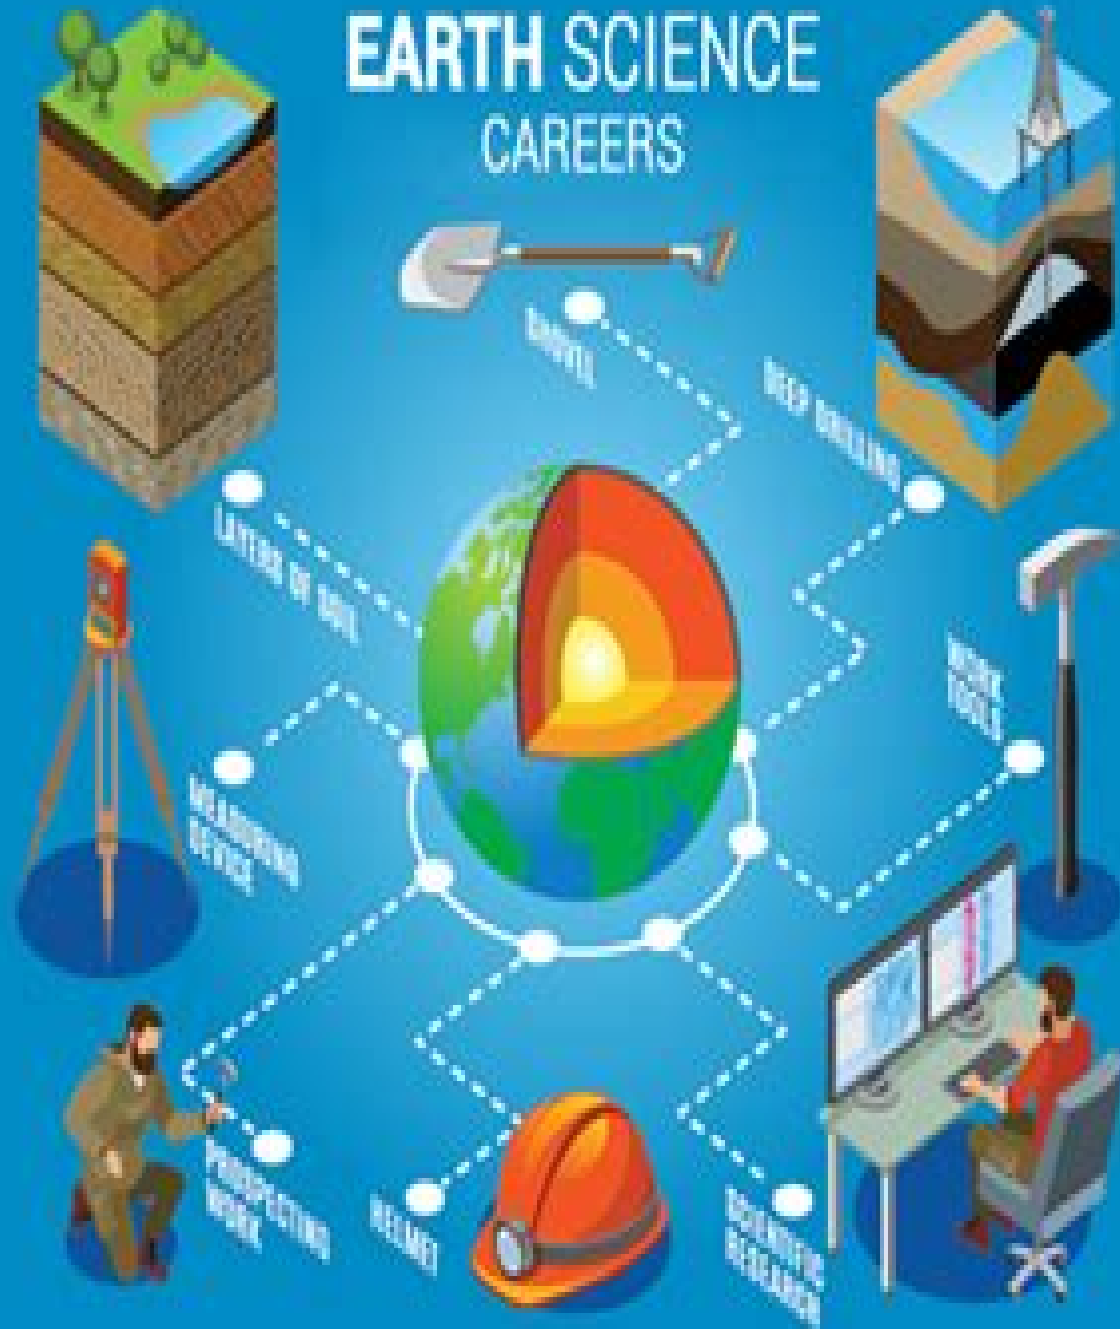 EARTH SCIENCE
CAREERS
SHOVEL
DEEP DRILLING
LAYERS OF SOIL
WORK
TOOLS
MEASURING
DEVICE
PROSPECTING
WORK
HELMET
SCIENTIFIC
RESEARCH